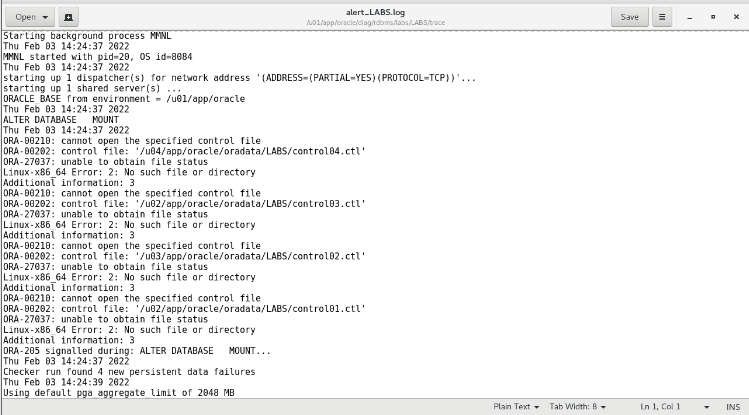 Open
alert_LABS.log
/u01/app/oracle/diag/rdbms/labs/LABS/trace
Save
Starting background process MMNL
Thu Feb 03 14:24:37 2022
MMNL started with pid=20, OS id=8084
Thu Feb 03 14:24:37 2022
starting up 1 dispatcher(s) for network address '(ADDRESS=(PARTIAL=YES)(PROTOCOL=TCP))'...
starting up 1 shared server(s) ...
ORACLE_BASE from environment = /u01/app/oracle
Thu Feb 03 14:24:37 2022
ALTER DATABASE   MOUNT
Thu Feb 03 14:24:37 2022
ORA-00210: cannot open the specified control file
ORA-00202: control file: '/u04/app/oracle/oradata/LABS/control04.ctl'
ORA-27037: unable to obtain file status
Linux-x86_64 Error: 2: No such file or directory
Additional information: 3
ORA-00210: cannot open the specified control file
ORA-00202: control file: '/u02/app/oracle/oradata/LABS/control03.ctl'
ORA-27037: unable to obtain file status
Linux-x86_64 Error: 2: No such file or directory
Additional information: 3
ORA-00210: cannot open the specified control file
ORA-00202: control file: '/u03/app/oracle/oradata/LABS/control02.ctl'
ORA-27037: unable to obtain file status
Linux-x86_64 Error: 2: No such file or directory
Additional information: 3
ORA-00210: cannot open the specified control file
ORA-00202: control file: '/u02/app/oracle/oradata/LABS/control01.ctl'
ORA-27037: unable to obtain file status
Linux-x86_64 Error: 2: No such file or directory
Additional information: 3
ORA-205 signalled during: ALTER DATABASE   MOUNT...
Thu Feb 03 14:24:37 2022
Checker run found 4 new persistent data failures
Thu Feb 03 14:24:39 2022
Using default pga_aggregate_limit of 2048 MB
Plain Text Tab Width: 8 Ln 1, Col 1 INS